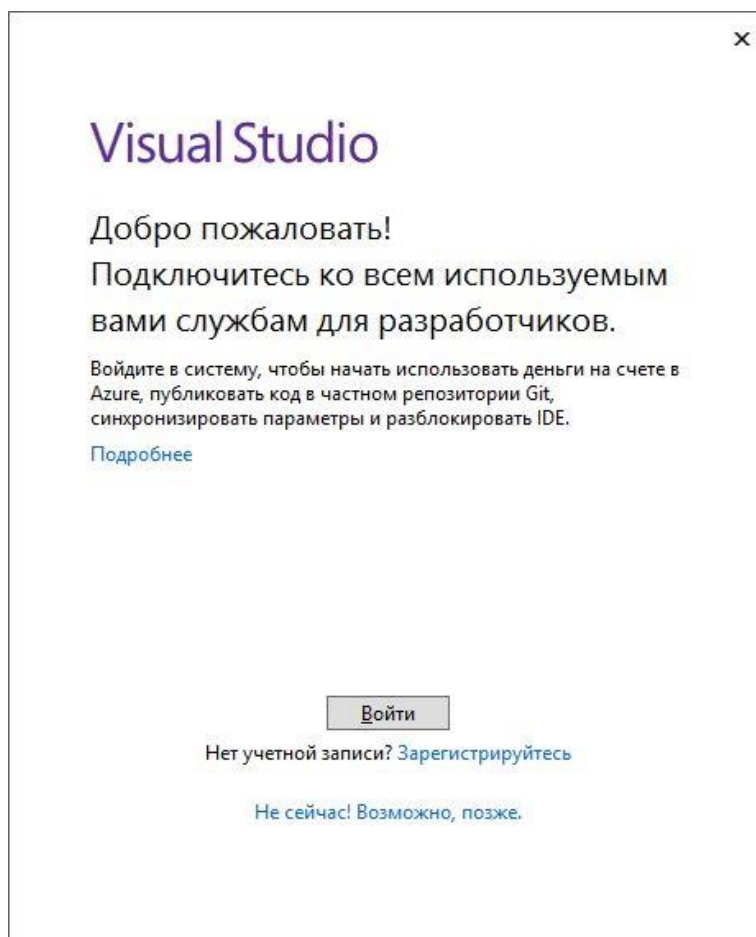 Visual Studio
Добро пожаловать!
Подключитесь ко всем используемым
вами службам для разработчиков.
Войдите в систему, чтобы начать использовать деньги на счете в
Azure, публиковать код в частном репозитории Git,
синхронизировать параметры и разблокировать IDE.
Подробнее
Войти
Нет учетной записи? Зарегистрируйтесь
Не сейчас! Возможно, позже.